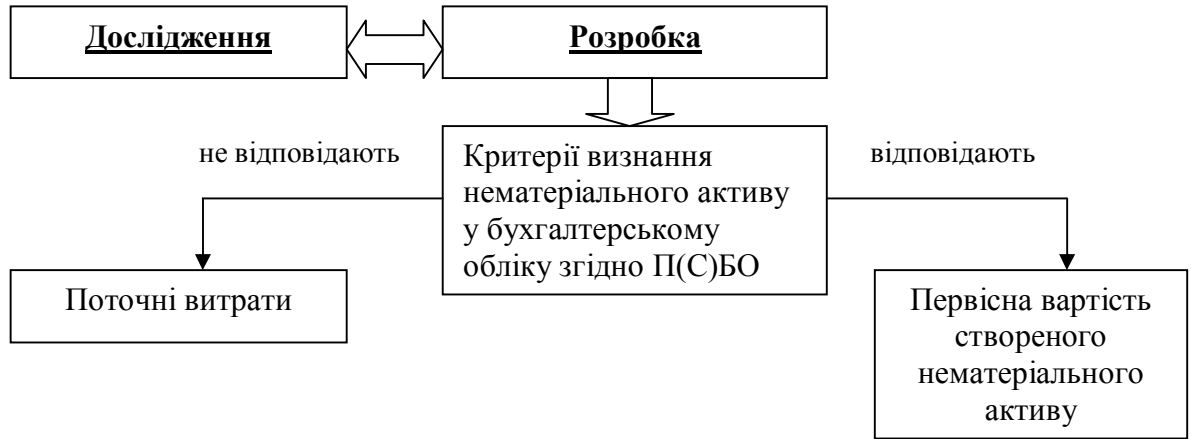 Дослідження
Розробка
не відповідають
Критерії визнання
нематеріального активу
у бухгалтерському
обліку згідно П(С)БО
відповідають
Поточні витрати
Первісна вартість
створеного
нематеріального
активу